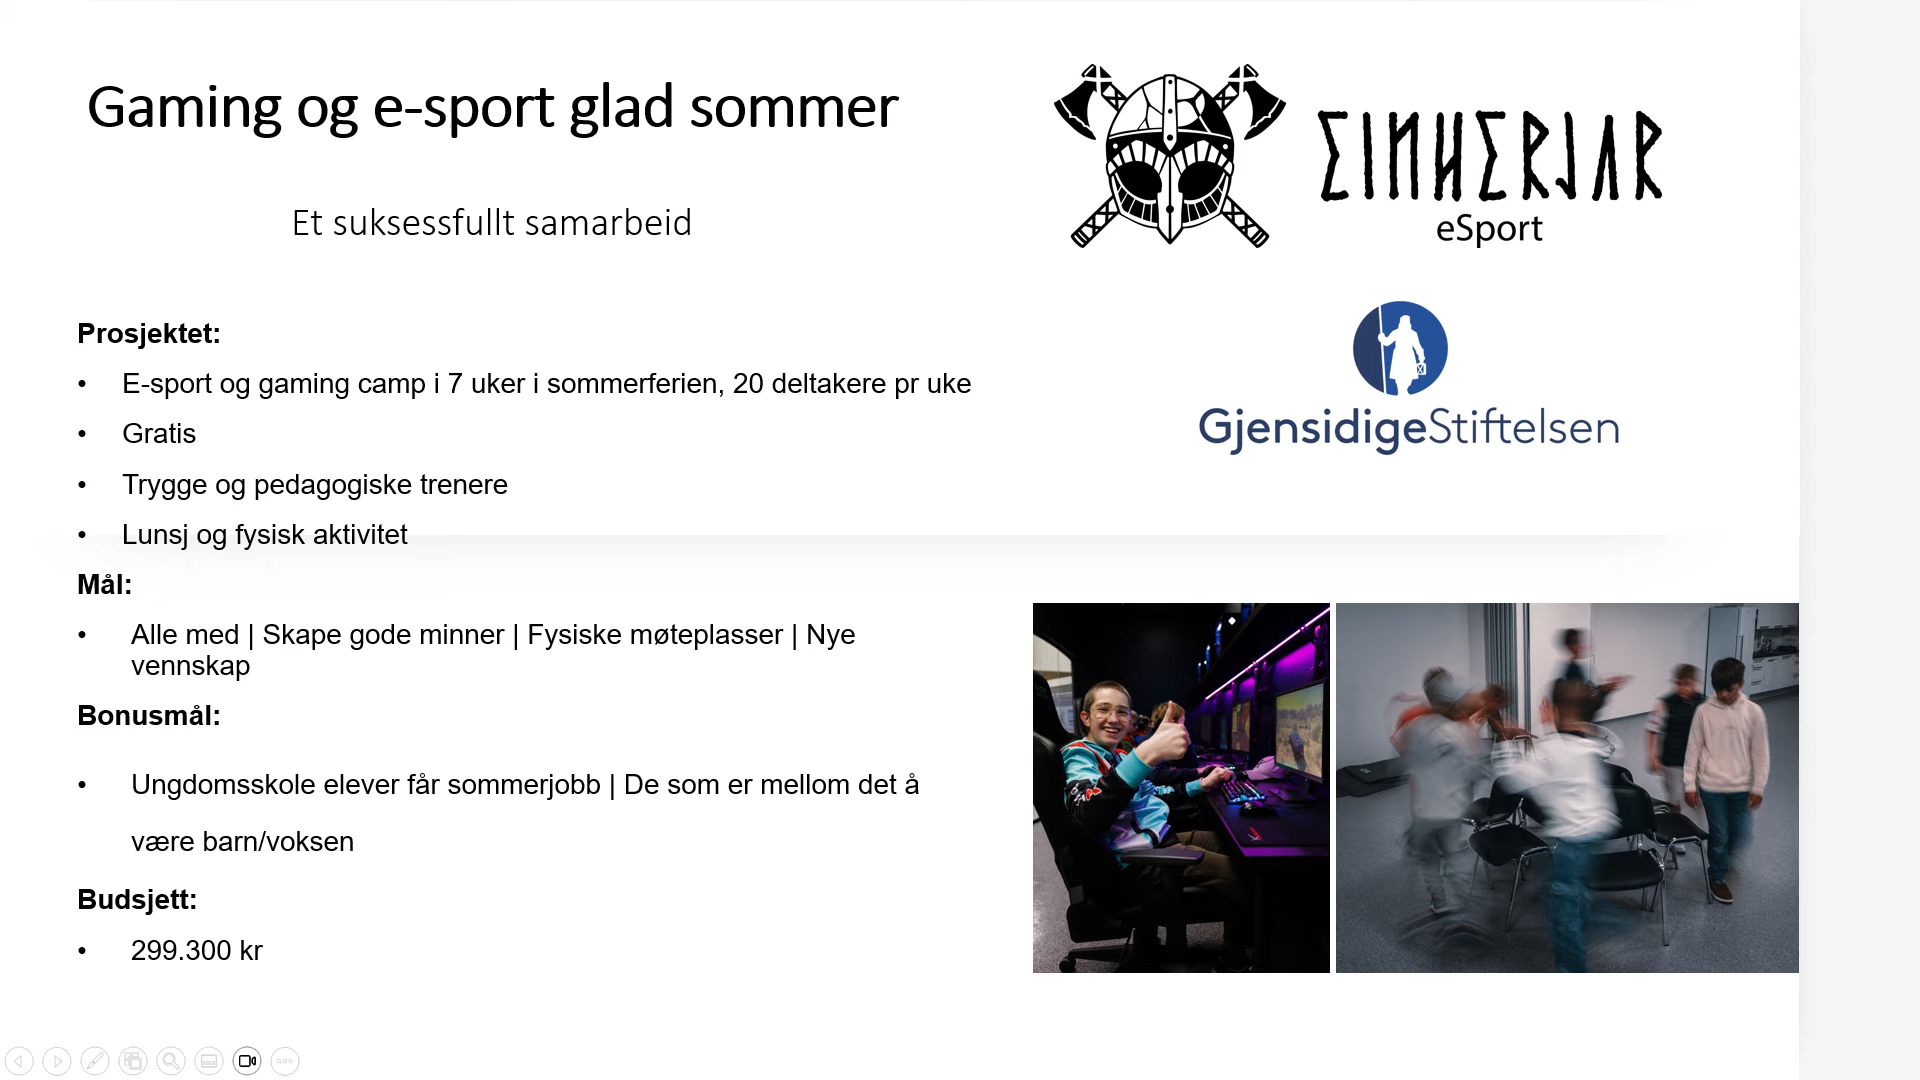 Gaming og e-sport glad sommer
Et suksessfullt samarbeid
EINHERJAR
eSport
GjensidigeStiftelsen
Prosjektet:
• E-sport og gaming camp i 7 uker i sommerferien, 20 deltakere pr uke
• Gratis
• Trygge og pedagogiske trenere
• Lunsj og fysisk aktivitet
Mål:
• Alle med | Skape gode minner | Fysiske møteplasser | Nye
vennskap
Bonusmål:
• Ungdomsskole elever får sommerjobb | De som er mellom det å
være barn/voksen
Budsjett:
• 299.300 kr